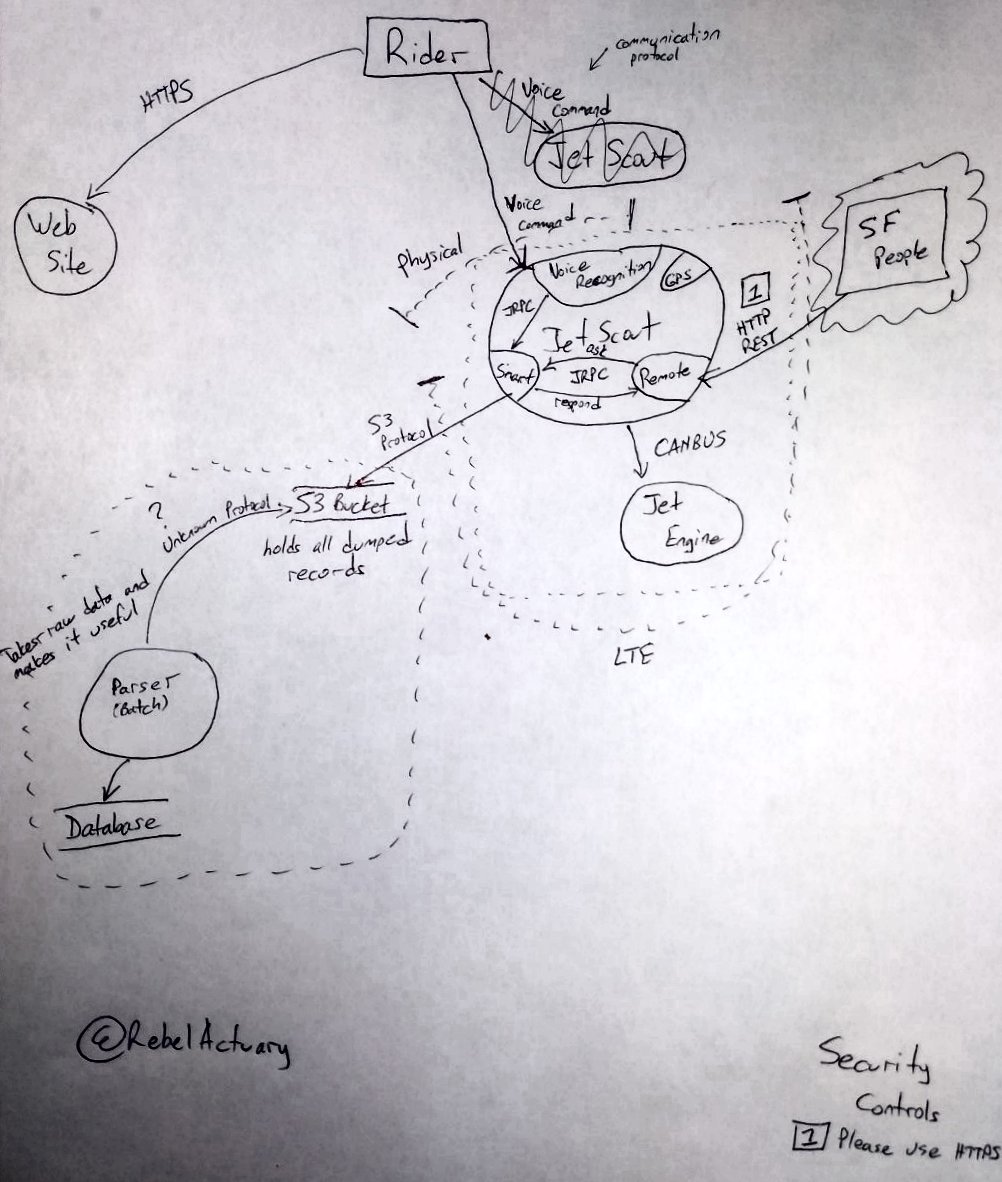 Rider
communication
protocol
HTTPS
Voice
Command
Jet Scout
Web
Site
Voice
Command
Physical
SF
People
Voice
Recognition
GPS
1
HTTP
REST
JRPC
Jet Scout
ask
Smart
JRPC
Remote
respond
S3
Protocol
CANBUS
?
Unknown Protocol
S3 Bucket
holds all dumped
records
Jet
Engine
Takes raw data and
makes it useful
LTE
Parser
(Batch)
Database
@RebelActuary
Security
Controls
1 Please use HTTPS